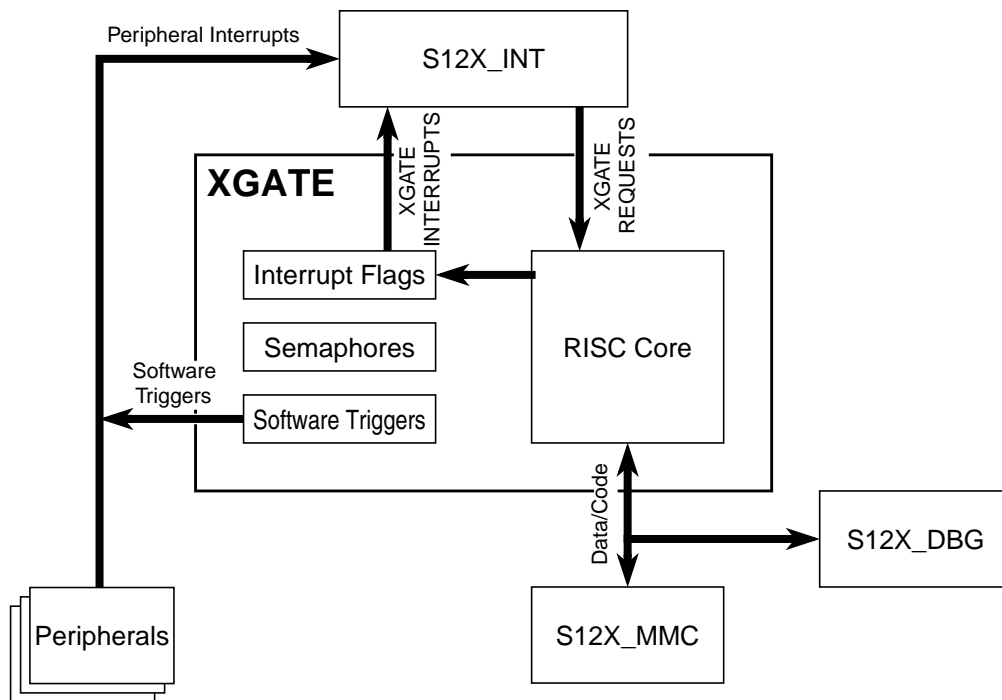 Peripheral Interrupts
S12X_INT
XGATE
INTERRUPTS
XGATE
REQUESTS
XGATE
Interrupt Flags
Semaphores
RISC Core
Software
Triggers
Software Triggers
Data/Code
S12X_DBG
Peripherals
S12X_MMC